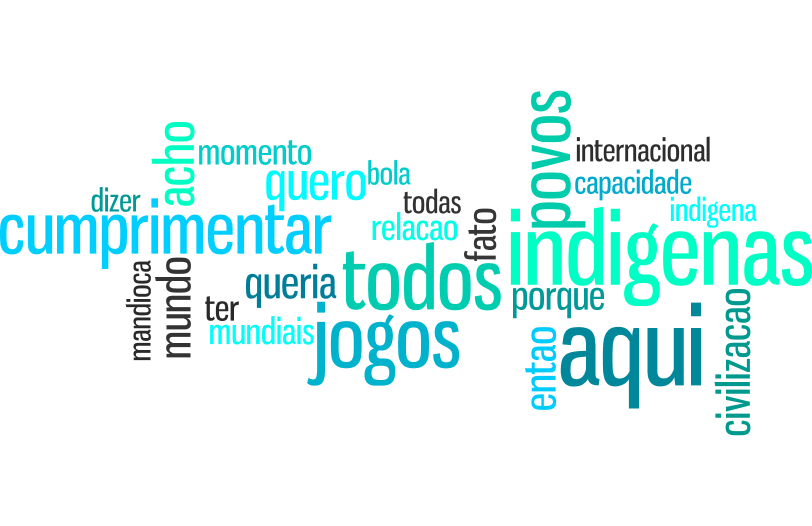 povos
internacional
acho
momento
capacidade
quero
bola
dizer
todas
indigena
cumprimentar
relacao
fato
indigenas
mandioca
mundo
queria
todos
porque
ter
mundiais
jogos
entao
aqui
civilizacao